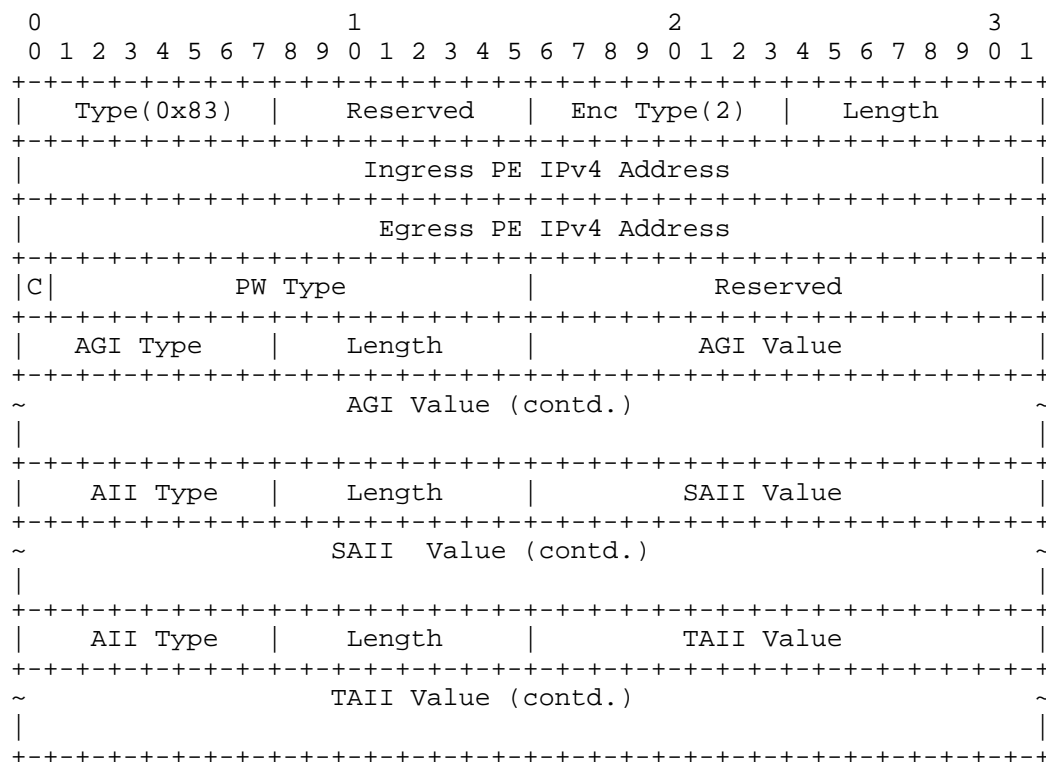 0                   1                   2                   3
 0 1 2 3 4 5 6 7 8 9 0 1 2 3 4 5 6 7 8 9 0 1 2 3 4 5 6 7 8 9 0 1
+-+-+-+-+-+-+-+-+-+-+-+-+-+-+-+-+-+-+-+-+-+-+-+-+-+-+-+-+-+-+-+-+
|   Type(0x83)  |    Reserved   |  Enc Type(2)  |   Length      |
+-+-+-+-+-+-+-+-+-+-+-+-+-+-+-+-+-+-+-+-+-+-+-+-+-+-+-+-+-+-+-+-+
|                     Ingress PE IPv4 Address                   |
+-+-+-+-+-+-+-+-+-+-+-+-+-+-+-+-+-+-+-+-+-+-+-+-+-+-+-+-+-+-+-+-+
|                      Egress PE IPv4 Address                   |
+-+-+-+-+-+-+-+-+-+-+-+-+-+-+-+-+-+-+-+-+-+-+-+-+-+-+-+-+-+-+-+-+
|C|           PW Type           |           Reserved            |
+-+-+-+-+-+-+-+-+-+-+-+-+-+-+-+-+-+-+-+-+-+-+-+-+-+-+-+-+-+-+-+-+
|   AGI Type    |    Length     |          AGI Value            |
+-+-+-+-+-+-+-+-+-+-+-+-+-+-+-+-+-+-+-+-+-+-+-+-+-+-+-+-+-+-+-+-+
~                    AGI Value (contd.)                         ~
|                                                               |
+-+-+-+-+-+-+-+-+-+-+-+-+-+-+-+-+-+-+-+-+-+-+-+-+-+-+-+-+-+-+-+-+
|    AII Type   |    Length     |         SAII Value            |
+-+-+-+-+-+-+-+-+-+-+-+-+-+-+-+-+-+-+-+-+-+-+-+-+-+-+-+-+-+-+-+-+
~                   SAII  Value (contd.)                        ~
|                                                               |
+-+-+-+-+-+-+-+-+-+-+-+-+-+-+-+-+-+-+-+-+-+-+-+-+-+-+-+-+-+-+-+-+
|    AII Type   |    Length     |         TAII Value            |
+-+-+-+-+-+-+-+-+-+-+-+-+-+-+-+-+-+-+-+-+-+-+-+-+-+-+-+-+-+-+-+-+
~                   TAII Value (contd.)                         ~
|                                                               |
+-+-+-+-+-+-+-+-+-+-+-+-+-+-+-+-+-+-+-+-+-+-+-+-+-+-+-+-+-+-+-+-+